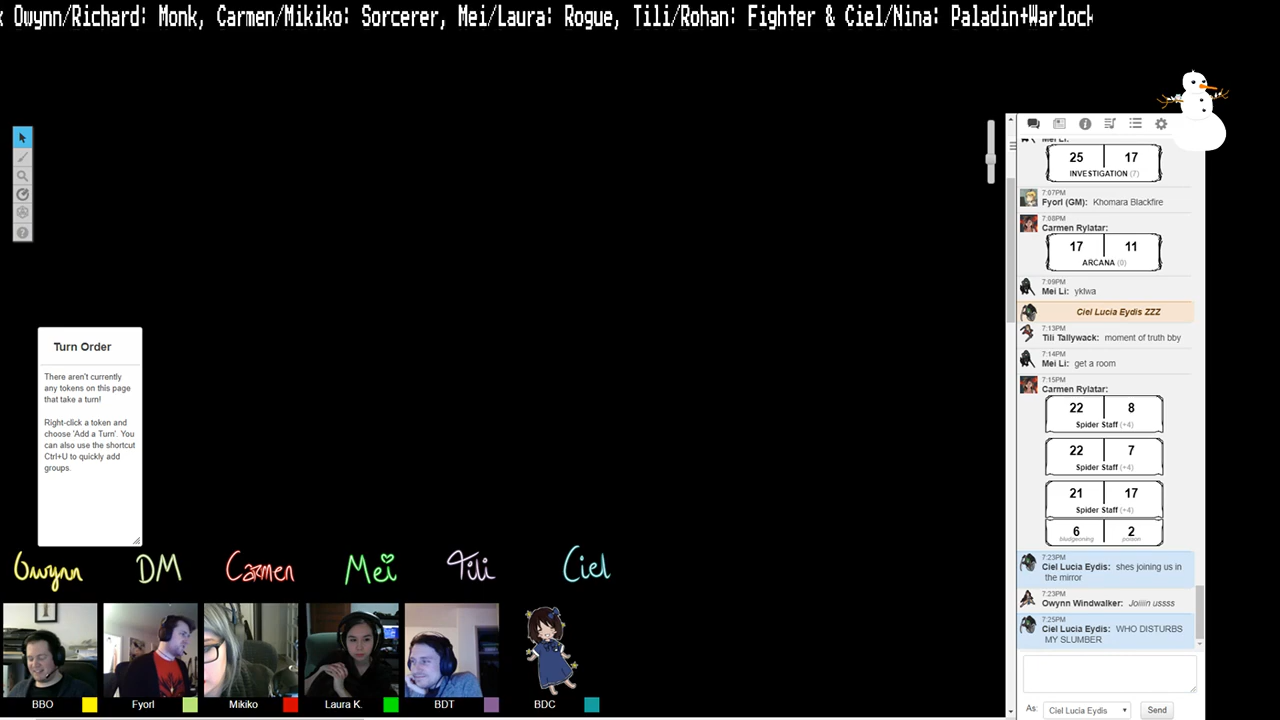 Owynn/Richard: Monk, Carmen/Mikiko: Sorcerer, Mei/Laura: Rogue, Tili/Rohan: Fighter & Ciel/Nina: Paladin+Warlock
25 17
INVESTIGATION (7)
7:07PM
Fyorl (GM): Khomara Blackfire
7:08PM
Carmen Rylatar:
17 11
ARCANA (0)
7:09PM
Mei Li: yklwa
Ciel Lucia Eydis ZZZ
7:13PM
Tili Tallywack: moment of truth bby
7:14PM
Mei Li: get a room
7:15PM
Carmen Rylatar:
22 8
Spider Staff (+4)
22 7
Spider Staff (+4)
21 17
Spider Staff (+4)
6 2
bludgeoning poison
7:23PM
Ciel Lucia Eydis: shes joining us in
the mirror
7:23PM
Owynn Windwalker: Joiiin ussss
7:25PM
Ciel Lucia Eydis: WHO DISTURBS
MY SLUMBER
As: Ciel Lucia Eydis Send
Turn Order
There aren't currently
any tokens on this page
that take a turn!
Right-click a token and
choose 'Add a Turn'. You
can also use the shortcut
Ctrl+U to quickly add
groups.
Owynn DM Carmen Mei Tili Ciel
BBO Fyorl Mikiko Laura K. BDT BDC